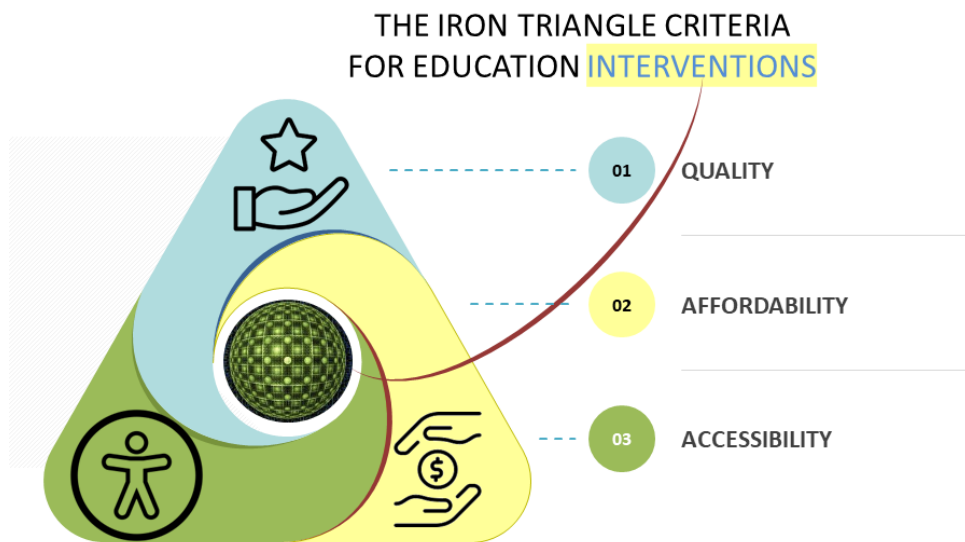 THE IRON TRIANGLE CRITERIA
FOR EDUCATION INTERVENTIONS
01 QUALITY
02 AFFORDABILITY
$
03 ACCESSIBILITY